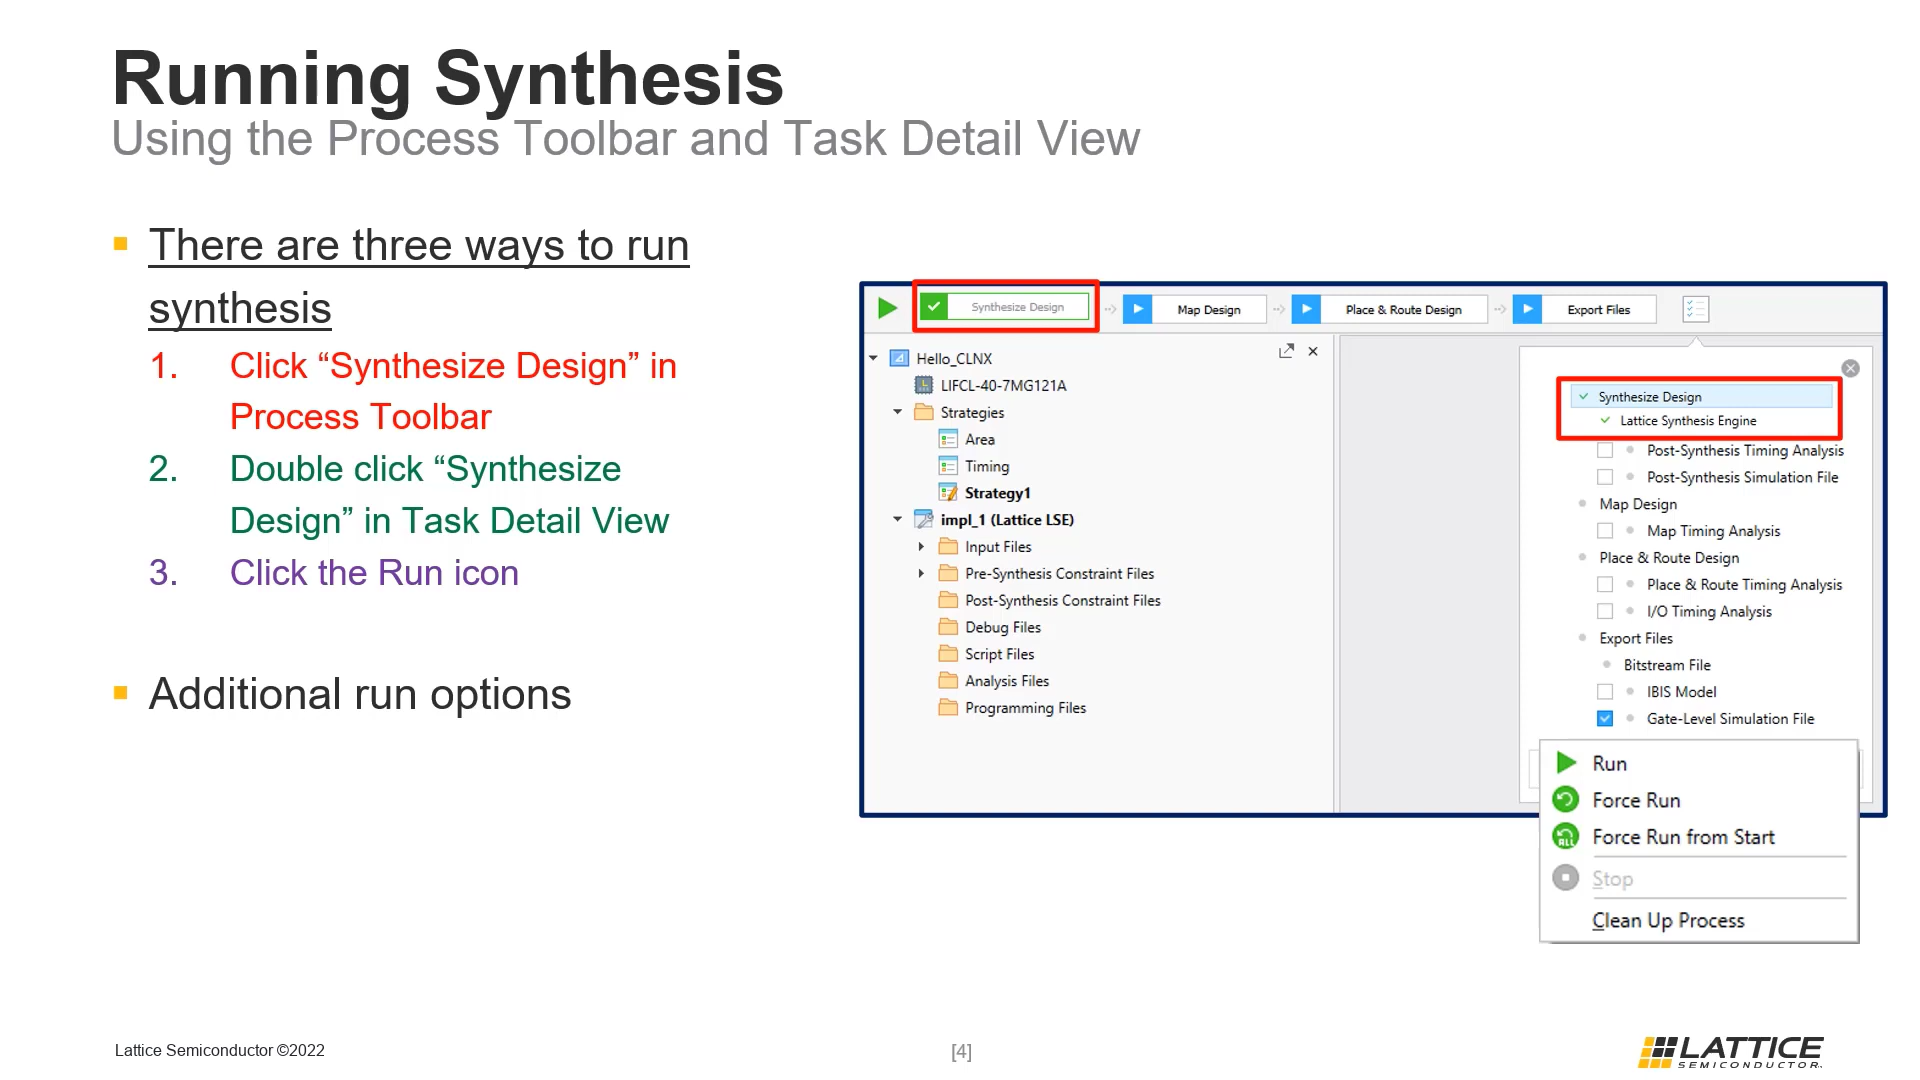 Running Synthesis
Using the Process Toolbar and Task Detail View
There are three ways to run
synthesis
1. Click “Synthesize Design” in
Process Toolbar
2. Double click “Synthesize
Design” in Task Detail View
3. Click the Run icon
Additional run options
Synthesize Design
Map Design
Place & Route Design
Export Files
Hello_CLNX
LIFCL-40-7MG121A
Strategies
Area
Timing
Strategy1
impl_1 (Lattice LSE)
Input Files
Pre-Synthesis Constraint Files
Post-Synthesis Constraint Files
Debug Files
Script Files
Analysis Files
Programming Files
Synthesize Design
Lattice Synthesis Engine
Post-Synthesis Timing Analysis
Post-Synthesis Simulation File
Map Design
Map Timing Analysis
Place & Route Design
Place & Route Timing Analysis
I/O Timing Analysis
Export Files
Bitstream File
IBIS Model
Gate-Level Simulation File
Run
Force Run
ALL Force Run from Start
Stop
Clean Up Process
Lattice Semiconductor ©2022
[4]
LATTICE
SEMICONDUCTOR